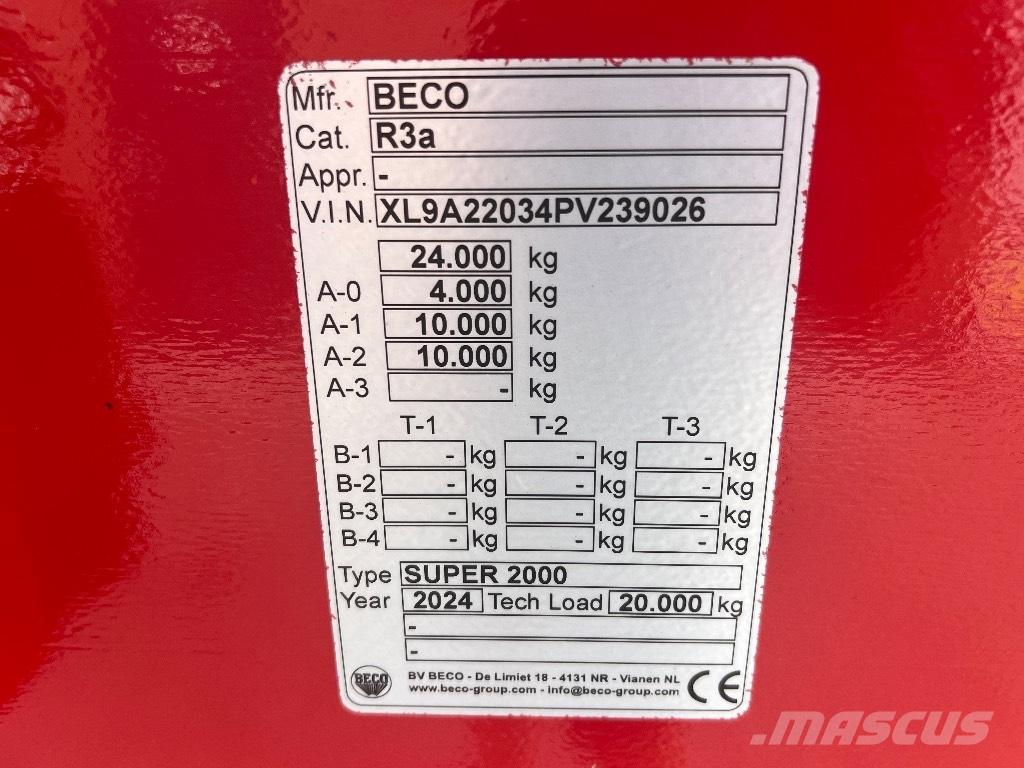 Mfr. BECO
Cat. R3a
Appr. -
V.I.N. XL9A22034PV239026
24.000 kg
A-0 4.000 kg
A-1 10.000 kg
A-2 10.000 kg
A-3 - kg
T-1 T-2 T-3
B-1 - kg - kg - kg
B-2 - kg - kg - kg
B-3 - kg - kg - kg
B-4 - kg - kg - kg
Type SUPER 2000
Year 2024 Tech Load 20.000 kg
-
-
BECO
BV BECO - De Limiet 18 - 4131 NR - Vianen NL
www.beco-group.com - info@beco-group.com
CE
MASCUS